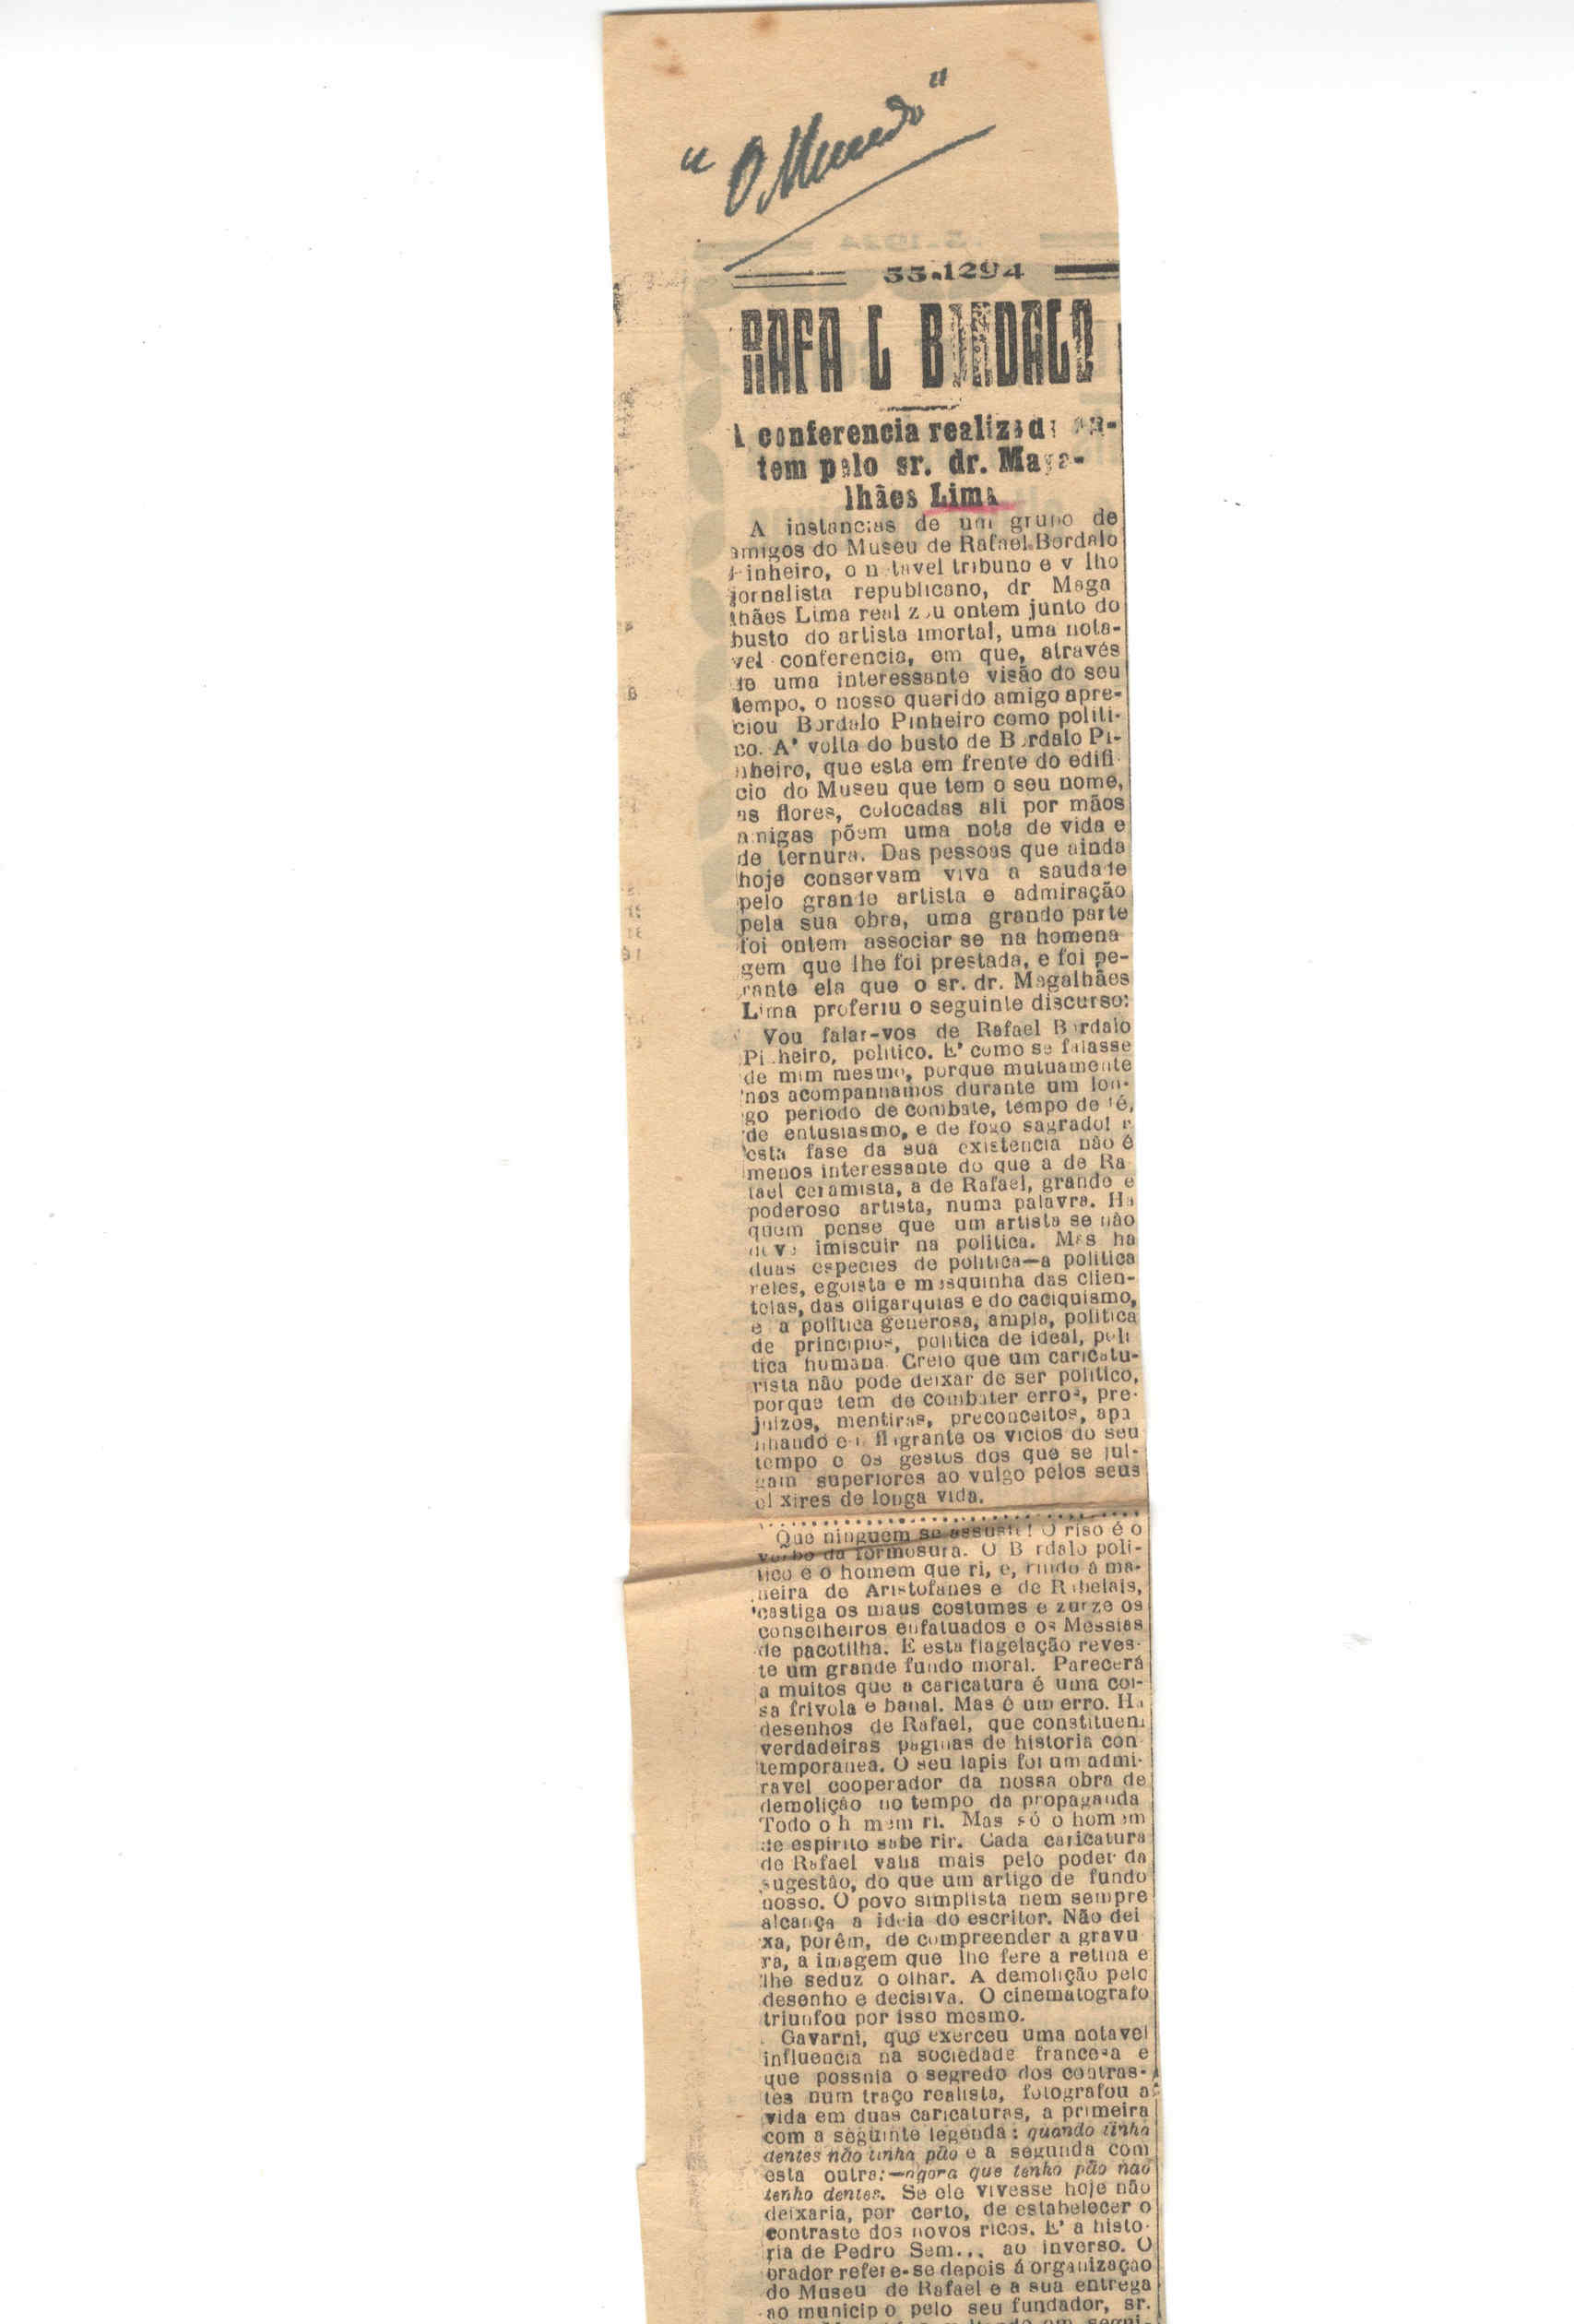 "O Mundo"
33.1294
RAFA L BORDALO
A conferencia realizada on-
tem pelo sr. dr. Maga-
lhães Lima
A instancias de um grupo de
amigos do Museu de Rafael Bordalo
Pinheiro, o notavel tribuno e velho
jornalista republicano, dr. Maga
lhães Lima realizou ontem junto do
busto do artista imortal, uma nota-
vel conferencia, em que, através
de uma interessante visão do seu
tempo, o nosso querido amigo apre-
ciou Bordalo Pinheiro como politi-
co. A' volta do busto de Bordalo Pi-
nheiro, que esta em frente do edifi-
cio do Museu que tem o seu nome,
as flores, colocadas ali por mãos
amigas põem uma nota de vida e
de ternura. Das pessoas que ainda
hoje conservam viva a saudade
pelo grande artista e admiração
pela sua obra, uma grande parte
foi ontem associar se na homena
gem que lhe foi prestada, e foi pe-
rante ela que o sr. dr. Magalhães
Lima proferiu o seguinte discurso:
Vou falar-vos de Rafael Bordalo
Pinheiro, politico. E' como se falasse
de mim mesmo, porque mutuamente
nos acompanhamos durante um lon-
go periodo de combate, tempo de fé,
de entusiasmo, e de fogo sagrado! E
esta fase da sua existencia não é
menos interessante do que a de Ra
fael ceramista, a de Rafael, grande e
poderoso artista, numa palavra. Ha
quem pense que um artista se não
deve imiscuir na politica. Mas ha
duas especies de politica—a politica
reles, egoista e mesquinha das clien-
telas, das oligarquias e do caciquismo,
e a politica generosa, ampla, politica
de principios, politica de ideal, poli
tica humana. Creio que um caricatu-
rista não pode deixar de ser politico,
porque tem de combater erros, pre-
juizos, mentiras, preconceitos, apa
nhando em flagrante os vicios do seu
tempo e os gestos dos que se jul-
gam superiores ao vulgo pelos seus
elixires de longa vida.
Que ninguem se assuste! O riso é o
verbo da formosura. O Bordalo poli-
tico é o homem que ri, e, rindo á ma-
neira de Aristofanes e de Rabelais,
castiga os maus costumes e zurze os
conselheiros enfatuados e os Messias
de pacotilha. E esta flagelação reves-
te um grande fundo moral. Parecerá
a muitos que a caricatura é uma coi-
sa frivola e banal. Mas é um erro. Ha
desenhos de Rafael, que constituem
verdadeiras paginas de historia con
temporanea. O seu lapis foi um admi-
ravel cooperador da nossa obra de
demolição no tempo da propaganda
Todo o homem ri. Mas só o homem
de espirito sabe rir. Cada caricatura
de Rafael valia mais pelo poder da
sugestão, do que um artigo de fundo
nosso. O povo simplista nem sempre
alcança a ideia do escritor. Não dei
xa, porêm, de compreender a gravu
ra, a imagem que lhe fere a retina e
lhe seduz o olhar. A demolição pelo
desenho e decisiva. O cinematografo
triunfou por isso mesmo.
Gavarni, que exerceu uma notavel
influencia na sociedade francesa e
que possuia o segredo dos contras-
tes num traço realista, fotografou a
vida em duas caricaturas, a primeira
com a seguinte legenda: quando tinha
dentes não tinha pão e a segunda com
esta outra:—agora que tenho pão não
tenho dentes. Se ele vivesse hoje não
deixaria, por certo, de estabelecer o
contraste dos novos ricos. E' a histo-
ria de Pedro Sem... ao inverso. O
orador refere-se depois á organização
do Museu de Rafael e a sua entrega
ao municipio pelo seu fundador, sr.